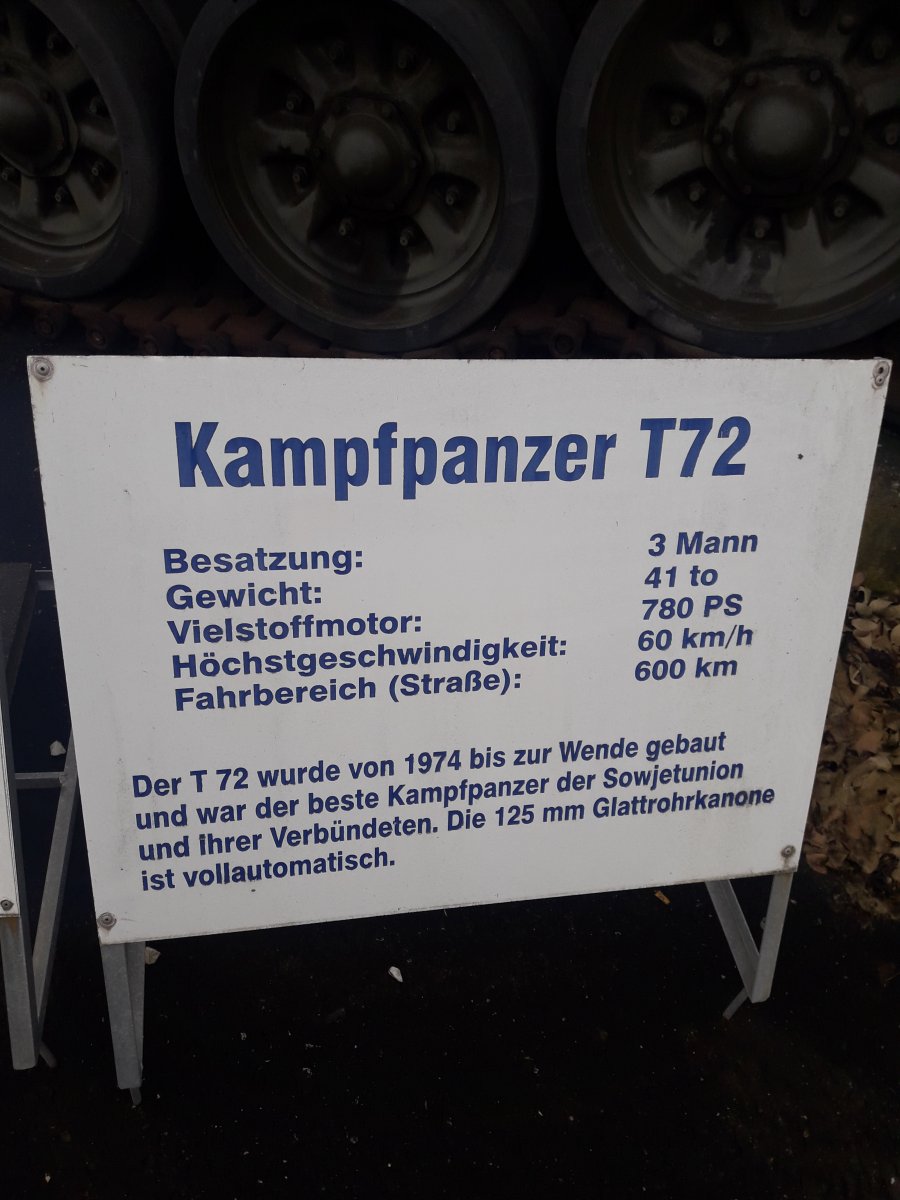 Kampfpanzer T72
Besatzung: 3 Mann
Gewicht: 41 to
Vielstoffmotor: 780 PS
Höchstgeschwindigkeit: 60 km/h
Fahrbereich (Straße): 600 km
Der T 72 wurde von 1974 bis zur Wende gebaut
und war der beste Kampfpanzer der Sowjetunion
und ihrer Verbündeten. Die 125 mm Glattrohrkanone
ist vollautomatisch.